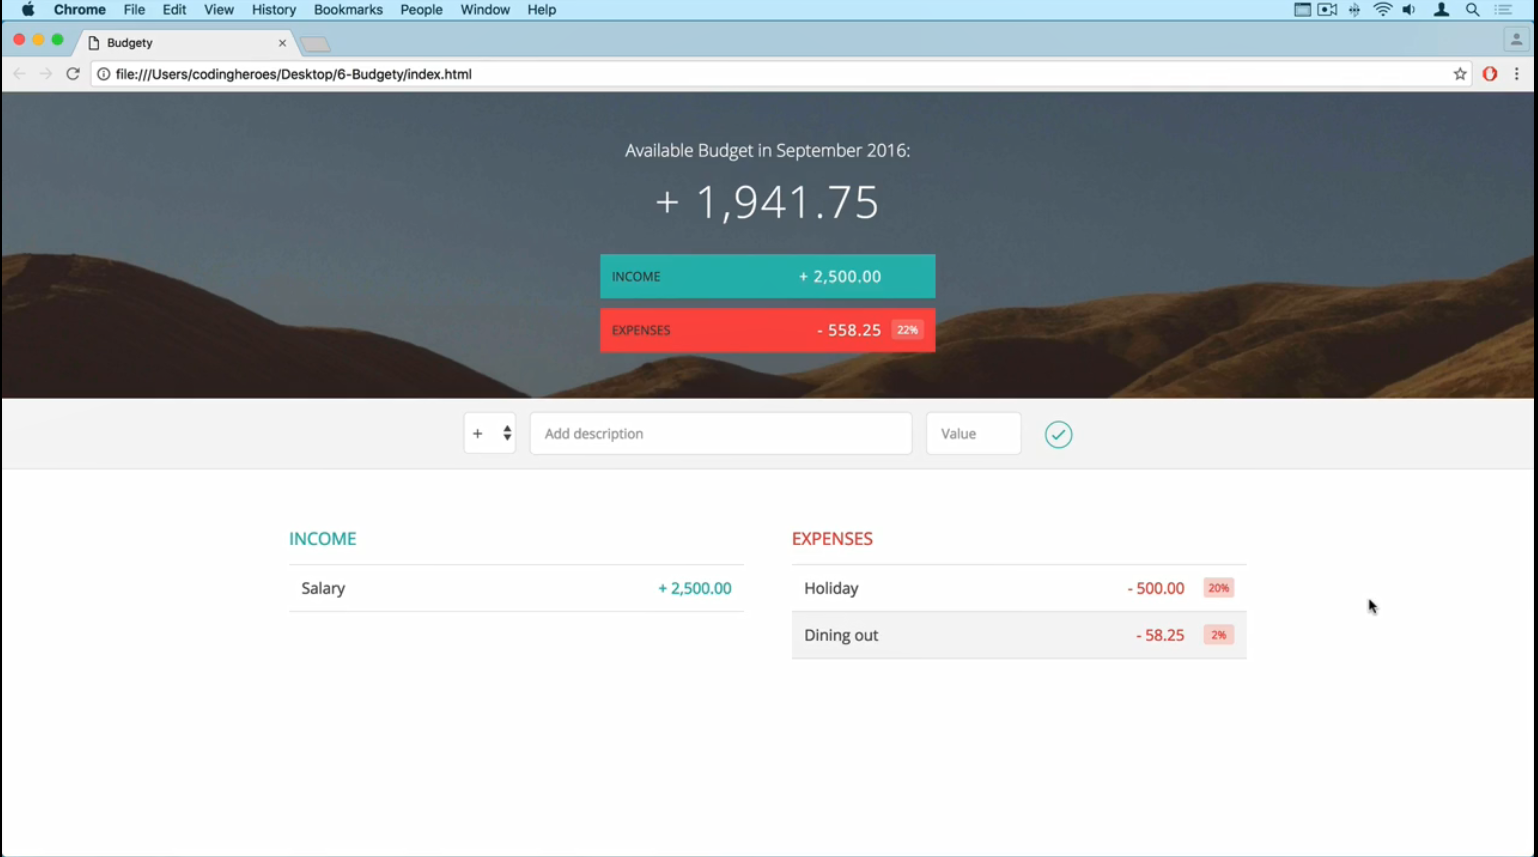 Chrome File Edit View History Bookmarks People Window Help
Budgety
file:///Users/codingheroes/Desktop/6-Budgety/index.html
Available Budget in September 2016:
+ 1,941.75
INCOME + 2,500.00
EXPENSES - 558.25 22%
+ Add description Value
INCOME
Salary + 2,500.00
EXPENSES
Holiday - 500.00 20%
Dining out - 58.25 2%